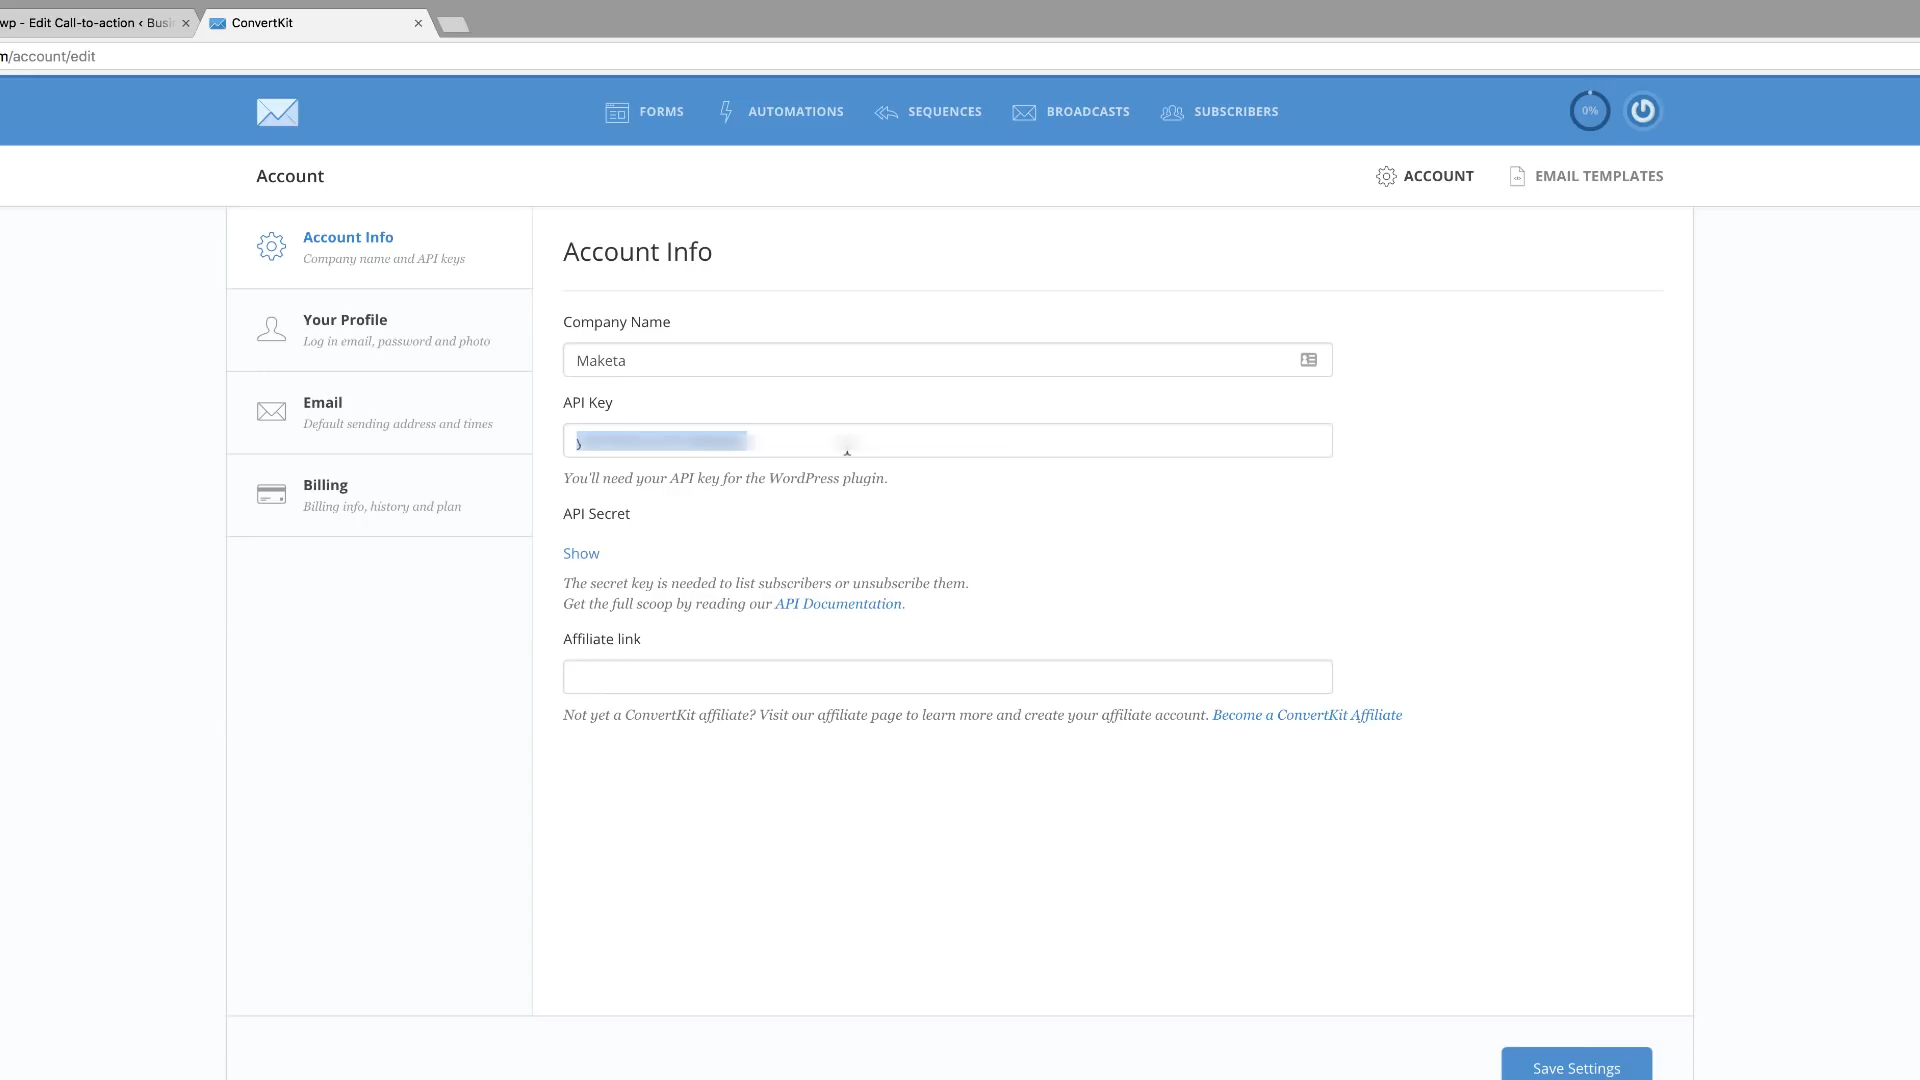 wp - Edit Call-to-action ‹ Busi
ConvertKit
m/account/edit
FORMS
AUTOMATIONS
SEQUENCES
BROADCASTS
SUBSCRIBERS
0%
Account
ACCOUNT
EMAIL TEMPLATES
Account Info
Company name and API keys
Your Profile
Log in email, password and photo
Email
Default sending address and times
Billing
Billing info, history and plan
Account Info
Company Name
Maketa
API Key
You'll need your API key for the WordPress plugin.
API Secret
Show
The secret key is needed to list subscribers or unsubscribe them.
Get the full scoop by reading our API Documentation.
Affiliate link
Not yet a ConvertKit affiliate? Visit our affiliate page to learn more and create your affiliate account. Become a ConvertKit Affiliate
Save Settings